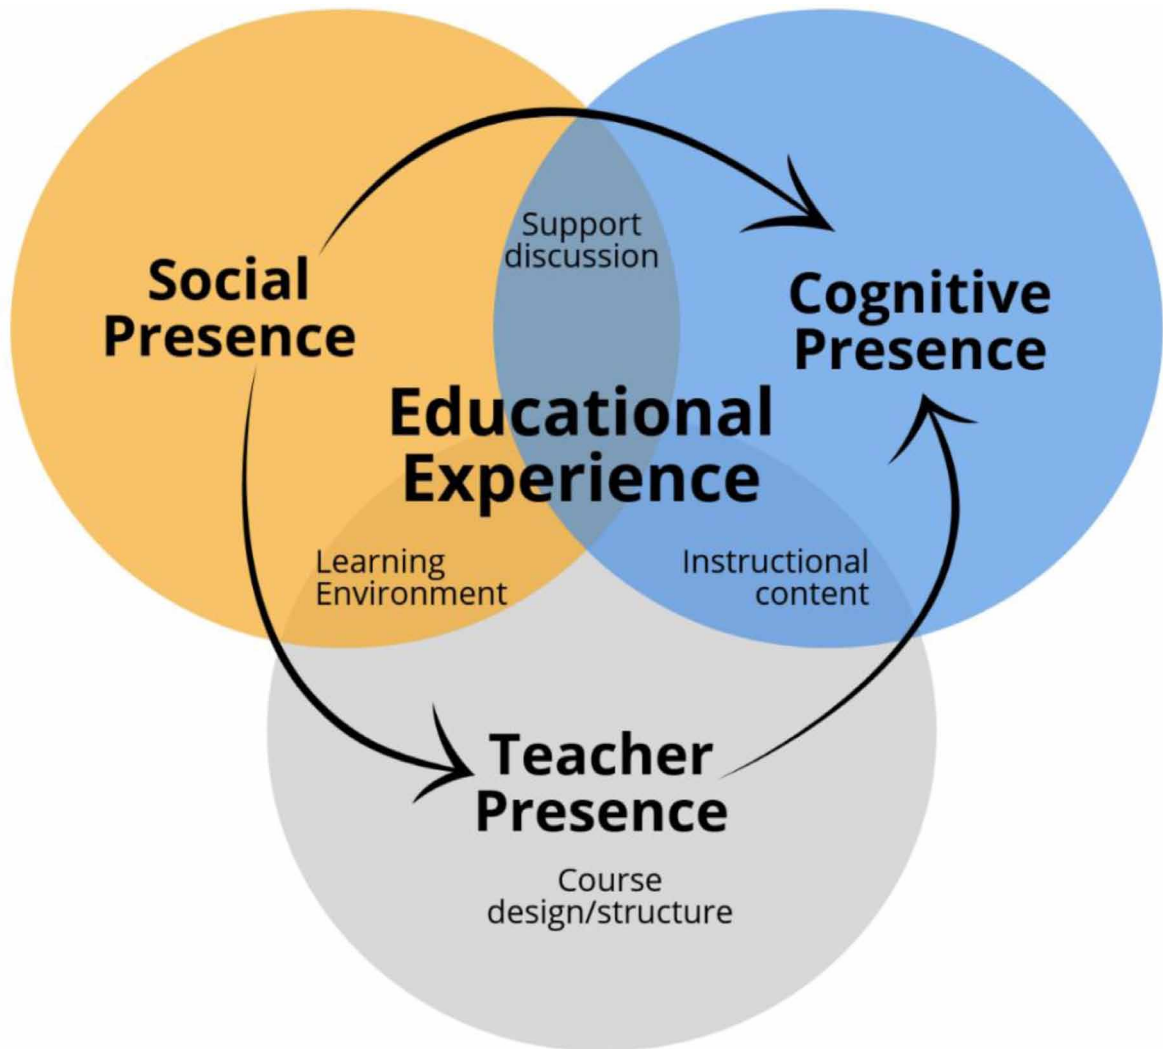 Support
discussion
Social
Presence
Cognitive
Presence
Educational
Experience
Learning
Environment
Instructional
content
Teacher
Presence
Course
design/structure